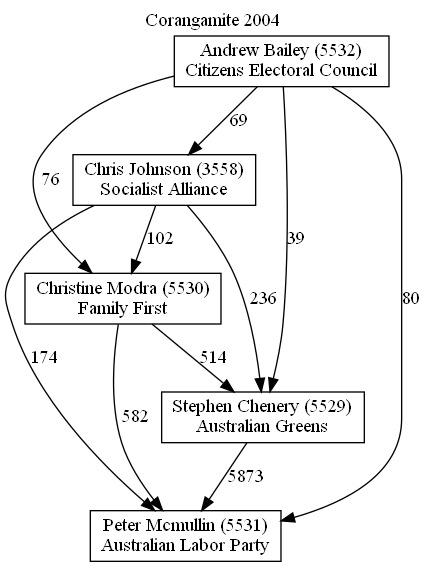 Corangamite 2004
Andrew Bailey (5532)
Citizens Electoral Council
69
Chris Johnson (3558)
Socialist Alliance
76
102
39
236
80
Christine Modra (5530)
Family First
174
514
582
Stephen Chenery (5529)
Australian Greens
5873
Peter Mcmullin (5531)
Australian Labor Party